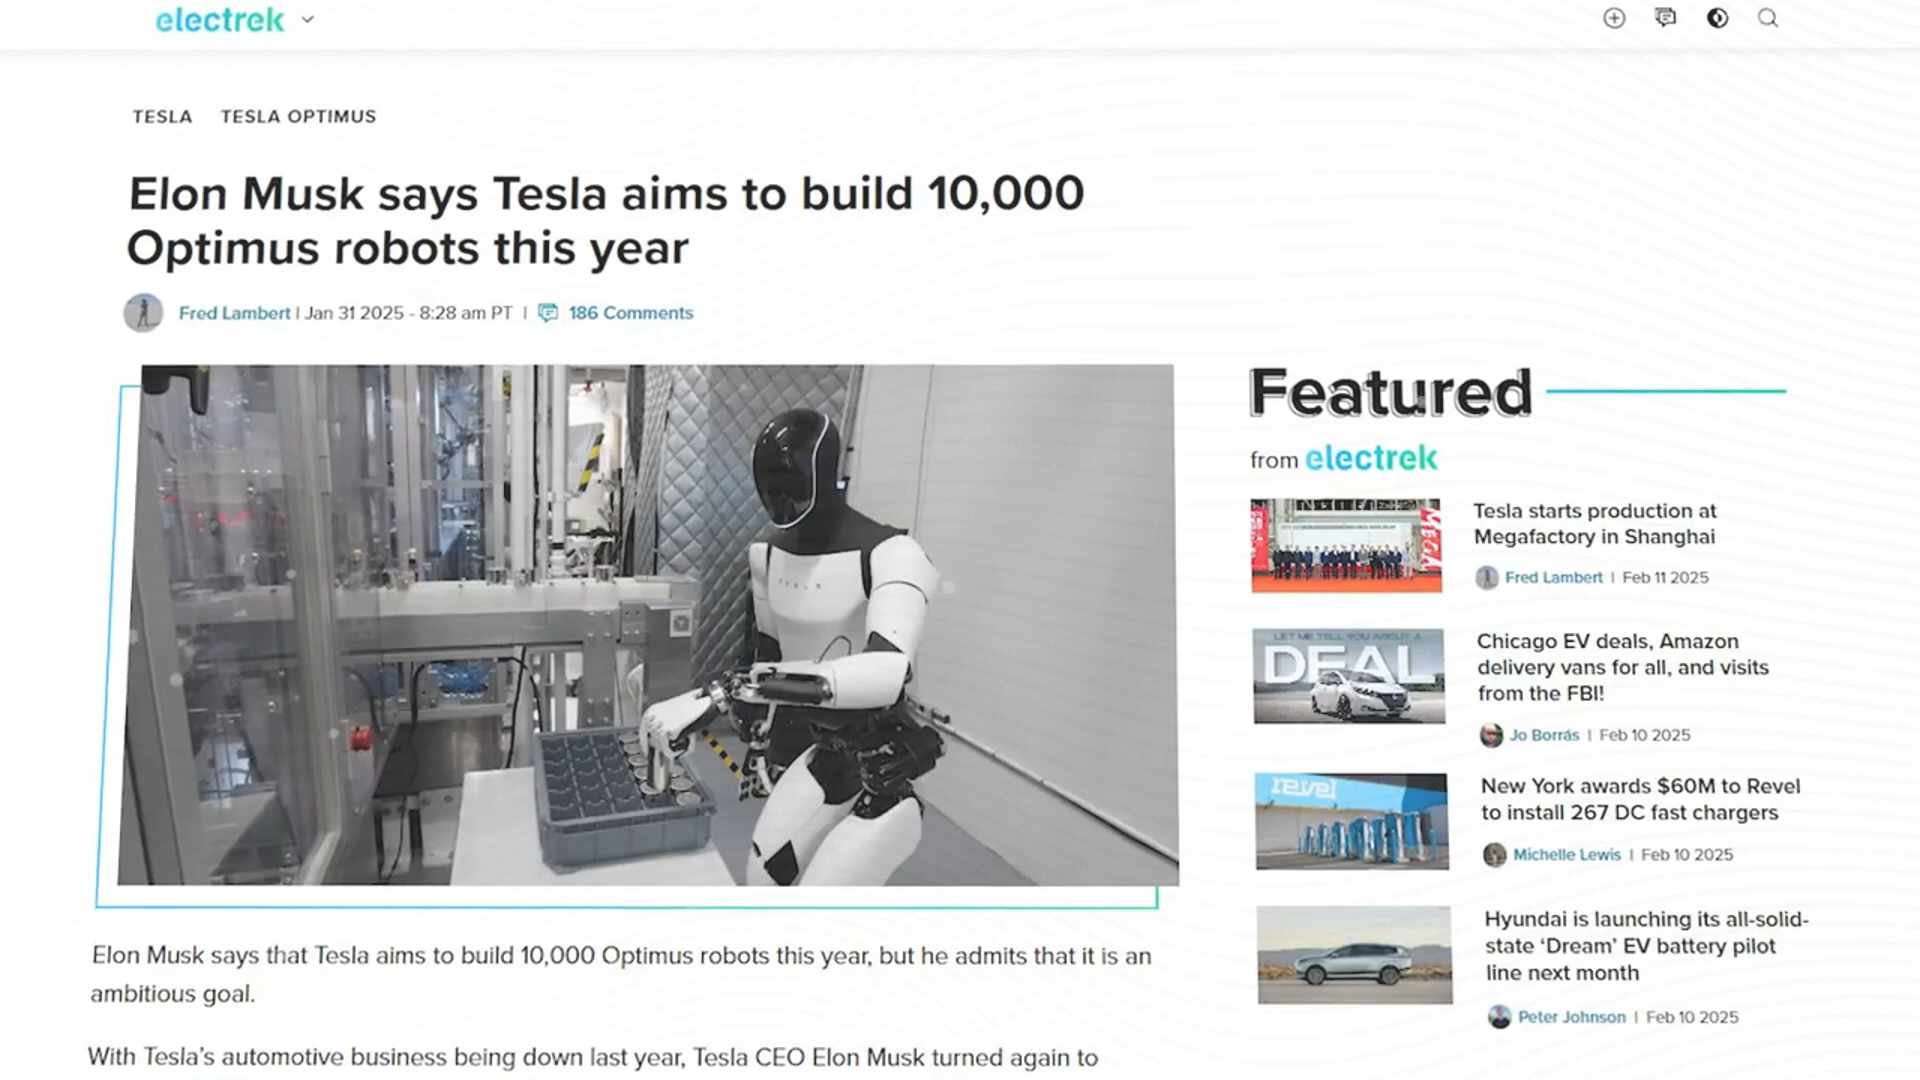 electrek
TESLA TESLA OPTIMUS
Elon Musk says Tesla aims to build 10,000
Optimus robots this year
Fred Lambert | Jan 31 2025 - 8:28 am PT | 186 Comments
TESLA
Elon Musk says that Tesla aims to build 10,000 Optimus robots this year, but he admits that it is an
ambitious goal.
With Tesla's automotive business being down last year, Tesla CEO Elon Musk turned again to
Featured
from electrek
MEGA
Tesla starts production at
Megafactory in Shanghai
Fred Lambert | Feb 11 2025
LET ME TELL YOU ABOUT A
DEAL
Chicago EV deals, Amazon
delivery vans for all, and visits
from the FBI!
Jo Borrás | Feb 10 2025
revel
New York awards $60M to Revel
to install 267 DC fast chargers
Michelle Lewis | Feb 10 2025
Hyundai is launching its all-solid-
state ‘Dream’ EV battery pilot
line next month
Peter Johnson | Feb 10 2025